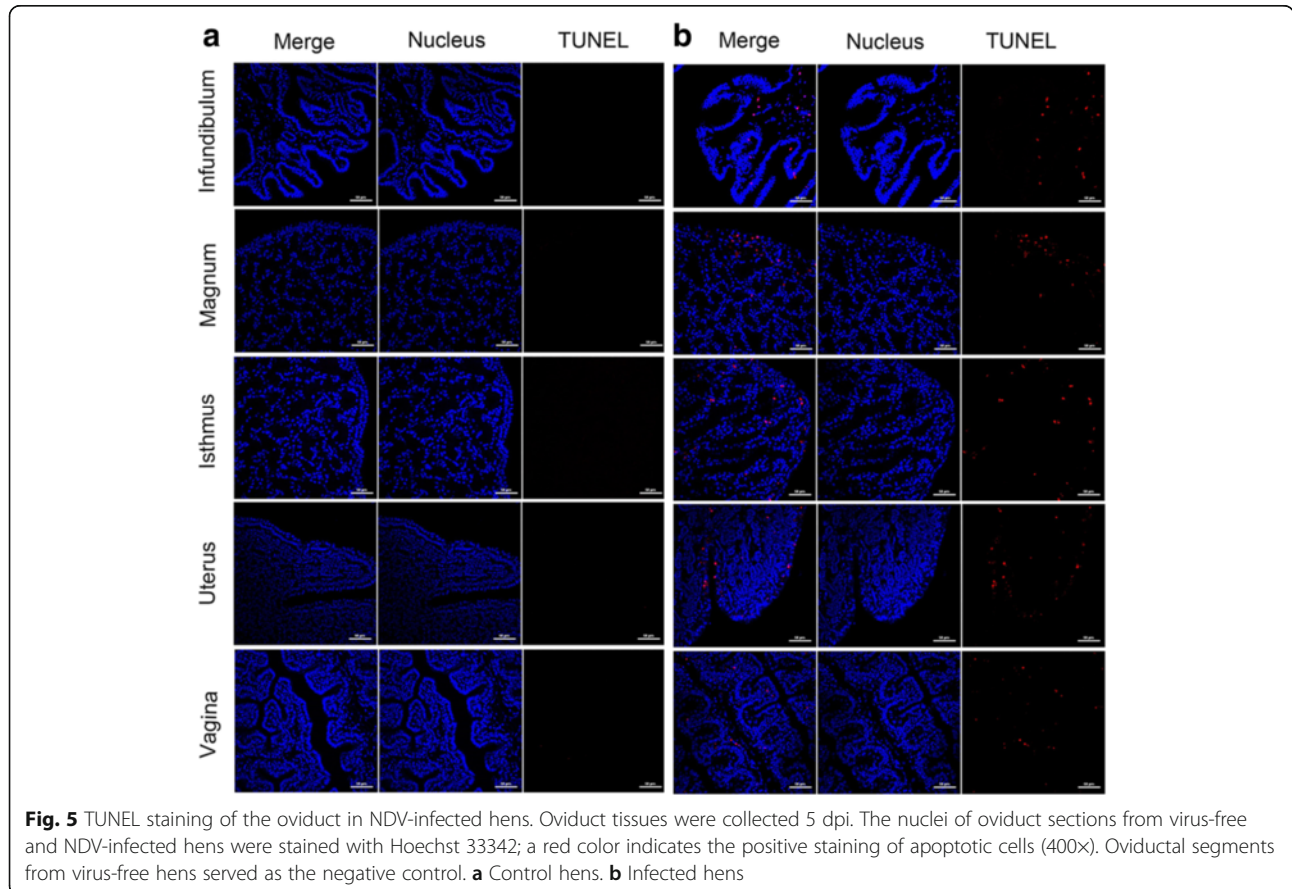 a
b
Merge Nucleus TUNEL
Merge Nucleus TUNEL
Infundibulum
Magnum
Isthmus
Uterus
Vagina
Fig. 5 TUNEL staining of the oviduct in NDV-infected hens. Oviduct tissues were collected 5 dpi. The nuclei of oviduct sections from virus-free
and NDV-infected hens were stained with Hoechst 33342; a red color indicates the positive staining of apoptotic cells (400×). Oviductal segments
from virus-free hens served as the negative control. a Control hens. b Infected hens